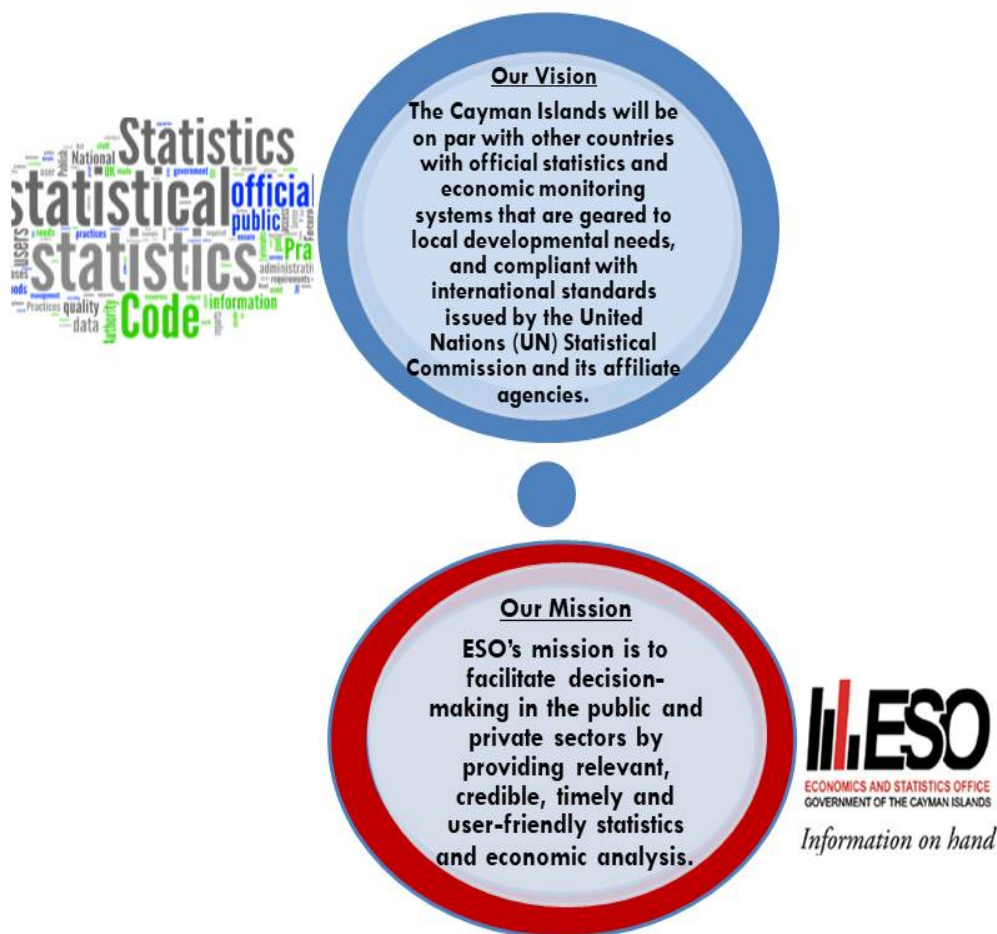 Our Vision
The Cayman Islands will be
on par with other countries
with official statistics and
economic monitoring
systems that are geared to
local developmental needs,
and compliant with
international standards
issued by the United
Nations (UN) Statistical
Commission and its affiliate
agencies.
Statistics
National
statistical
official
public
users
statistics
Pra
quality
Code
information
data
Our Mission
ESO's mission is to
facilitate decision-
making in the public and
private sectors by
providing relevant,
credible, timely and
user-friendly statistics
and economic analysis.
ESO
ECONOMICS AND STATISTICS OFFICE
GOVERNMENT OF THE CAYMAN ISLANDS
Information on hand